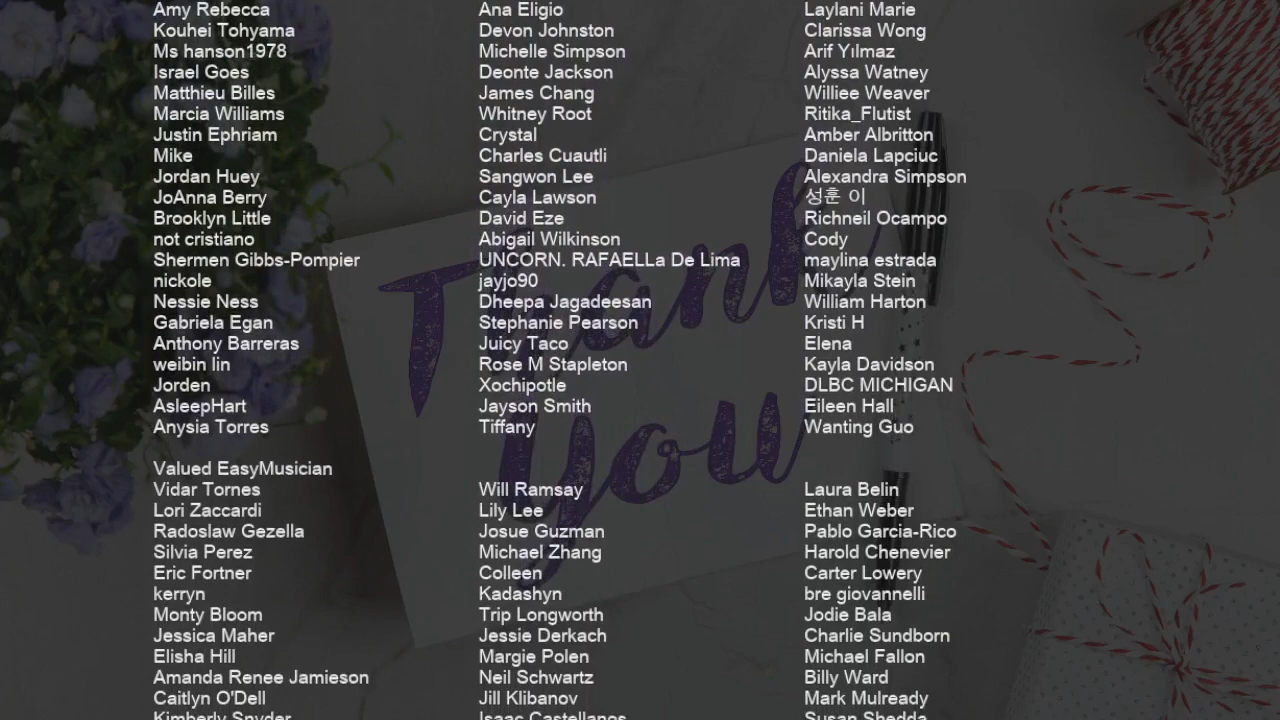 Amy Rebecca Ana Eligio Laylani Marie
Kouhei Tohyama Devon Johnston Clarissa Wong
Ms hanson1978 Michelle Simpson Arif Yılmaz
Israel Goes Deonte Jackson Alyssa Watney
Matthieu Billes James Chang Williee Weaver
Marcia Williams Whitney Root Ritika_Flutist
Justin Ephriam Crystal Amber Albritton
Mike Charles Cuautli Daniela Lapciuc
Jordan Huey Sangwon Lee Alexandra Simpson
JoAnna Berry Cayla Lawson 성훈 이
Brooklyn Little David Eze Richneil Ocampo
not cristiano Abigail Wilkinson Cody
Shermen Gibbs-Pompier UNCORN. RAFAELLa De Lima maylina estrada
nickole jayjo90 Mikayla Stein
Nessie Ness Dheepa Jagadeesan William Harton
Gabriela Egan Stephanie Pearson Kristi H
Anthony Barreras Juicy Taco Elena
weibin lin Rose M Stapleton Kayla Davidson
Jorden Xochipotle DLBC MICHIGAN
AsleepHart Jayson Smith Eileen Hall
Anysia Torres Tiffany Wanting Guo
Valued EasyMusician
Vidar Tornes Will Ramsay Laura Belin
Lori Zaccardi Lily Lee Ethan Weber
Radoslaw Gezella Josue Guzman Pablo Garcia-Rico
Silvia Perez Michael Zhang Harold Chenevier
Eric Fortner Colleen Carter Lowery
kerryn Kadashyn bre giovannelli
Monty Bloom Trip Longworth Jodie Bala
Jessica Maher Jessie Derkach Charlie Sundborn
Elisha Hill Margie Polen Michael Fallon
Amanda Renee Jamieson Neil Schwartz Billy Ward
Caitlyn O'Dell Jill Klibanov Mark Mulready
Kimberly Snyder Isaac Castellanos Susan Shedda
Thank
you